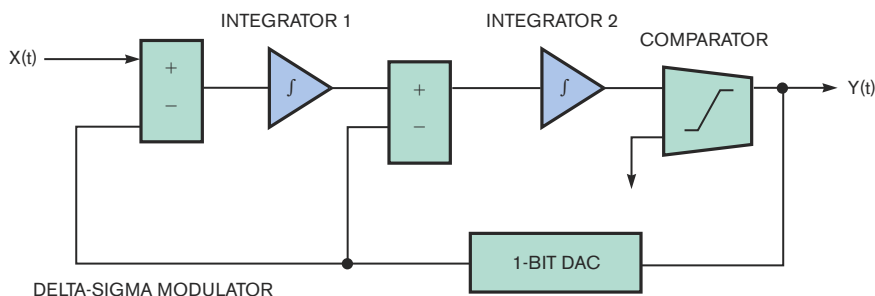 INTEGRATOR 1
INTEGRATOR 2
COMPARATOR
X(t)
+
−
∫
+
−
∫
Y(t)
1-BIT DAC
DELTA-SIGMA MODULATOR